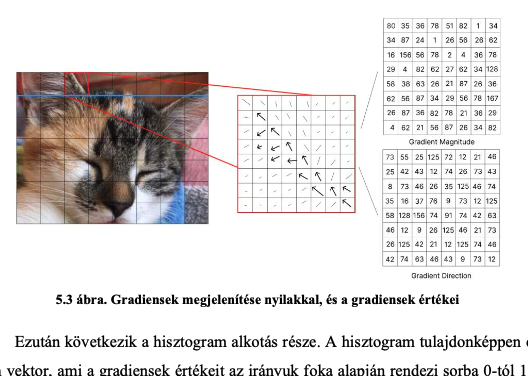 80 35 36 78 51 82 1 34
34 87 24 1 26 56 26 62
16 156 56 78 2 4 36 78
29 4 82 62 27 62 34 128
58 38 63 26 21 87 26 36
62 56 87 34 29 56 78 167
26 87 36 82 78 21 36 29
4 62 21 56 87 26 34 82
Gradient Magnitude
73 55 25 125 72 12 21 46
25 42 43 12 74 26 73 43
8 73 46 26 35 125 46 74
35 16 37 76 9 73 12 125
58 128 156 74 91 74 42 63
46 12 9 26 125 46 21 73
26 125 42 21 12 125 74 46
42 74 63 46 43 9 73 12
Gradient Direction
5.3 ábra. Gradiensek megjelenítése nyilakkal, és a gradiensek értékei
Ezután következik a hisztogram alkotás része. A hisztogram tulajdonképpen
vektor, ami a gradiensek értékeit az irányuk foka alapján rendezi sorba 0-tól